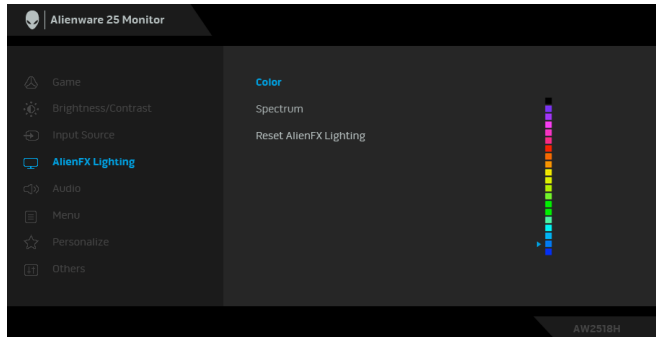 Alienware 25 Monitor
Game
Brightness/Contrast
Input Source
AlienFX Lighting
Audio
Menu
Personalize
Others
Color
Spectrum
Reset AlienFX Lighting
AW2518H